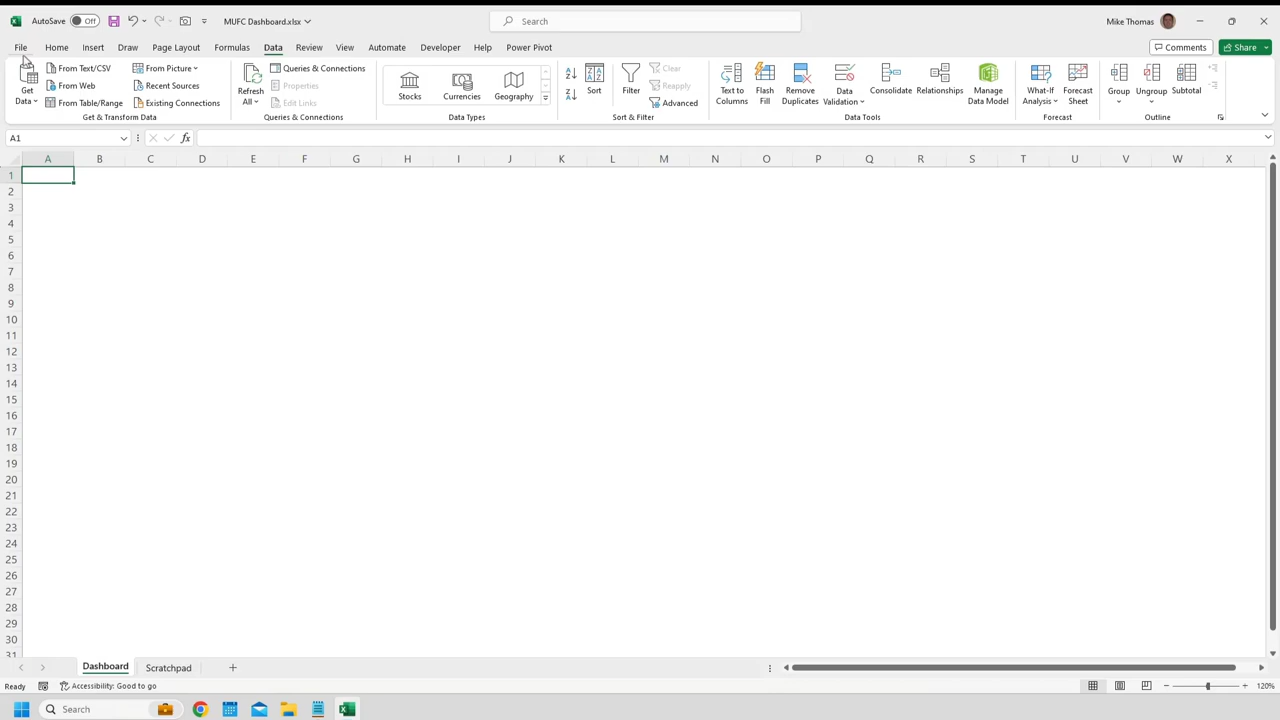 AutoSave Off MUFC Dashboard.xlsx Search Mike Thomas
File Home Insert Draw Page Layout Formulas Data Review View Automate Developer Help Power Pivot Comments Share
Get Data From Text/CSV From Picture
From Web Recent Sources
From Table/Range Existing Connections
Get & Transform Data
Refresh All Queries & Connections
Properties
Edit Links
Queries & Connections
Stocks Currencies Geography
Data Types
Sort Filter Clear
Reapply
Advanced
Sort & Filter
Text to Columns Flash Fill Remove Duplicates Data Validation Consolidate Relationships Manage Data Model
Data Tools
What-If Analysis Forecast Sheet
Forecast
Group Ungroup Subtotal
Outline
A1 fx
A B C D E F G H I J K L M N O P Q R S T U V W X
1
2
3
4
5
6
7
8
9
10
11
12
13
14
15
16
17
18
19
20
21
22
23
24
25
26
27
28
29
30
31
Dashboard Scratchpad
Ready Accessibility: Good to go 120%
Search